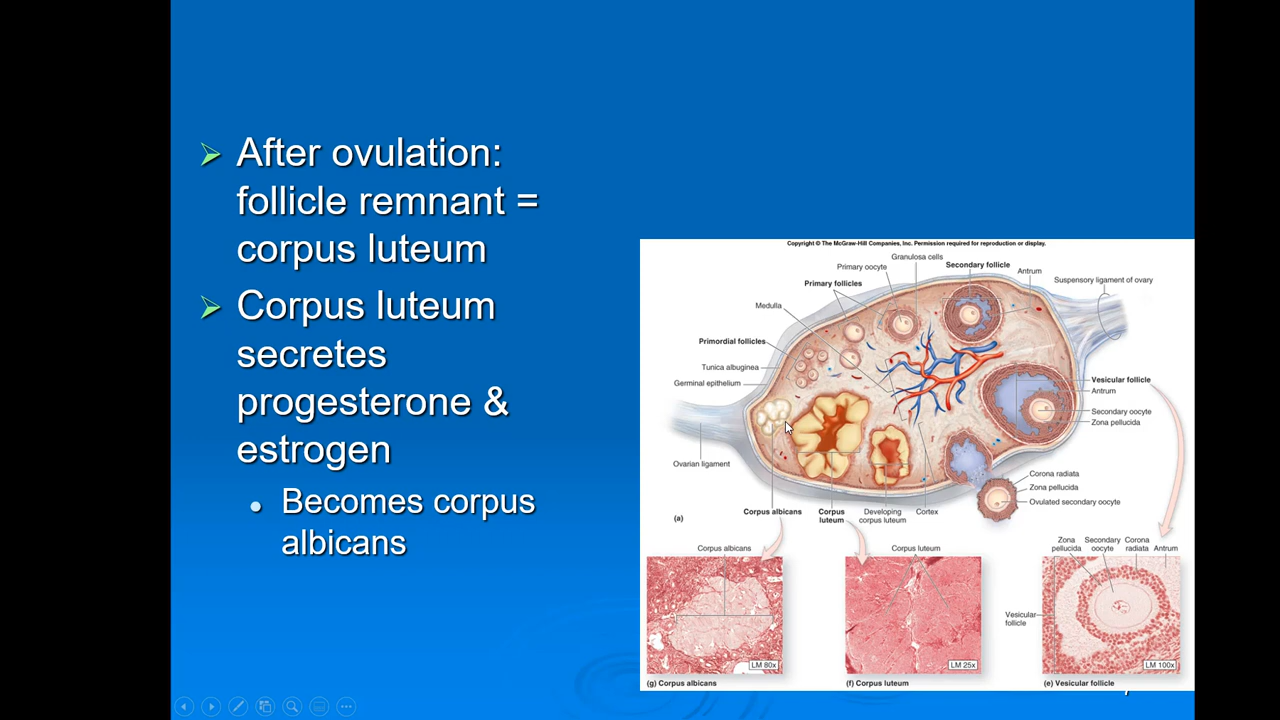 After ovulation:
follicle remnant =
corpus luteum
Corpus luteum
secretes
progesterone &
estrogen
Becomes corpus
albicans
Copyright © The McGraw-Hill Companies, Inc. Permission required for reproduction or display.
Granulosa cells
Primary oocyte
Secondary follicle
Antrum
Primary follicles
Suspensory ligament of ovary
Medulla
Primordial follicles
Tunica albuginea
Germinal epithelium
Vesicular follicle
Antrum
Secondary oocyte
Zona pellucida
Ovarian ligament
Corona radiata
Zona pellucida
Ovulated secondary oocyte
(a)
Corpus albicans
Corpus
luteum
Developing
corpus luteum
Cortex
Corpus albicans
LM 80x
(g) Corpus albicans
Corpus luteum
LM 25x
(f) Corpus luteum
Zona
pellucida
Secondary
oocyte
Corona
radiata
Antrum
Vesicular
follicle
LM 100x
(e) Vesicular follicle